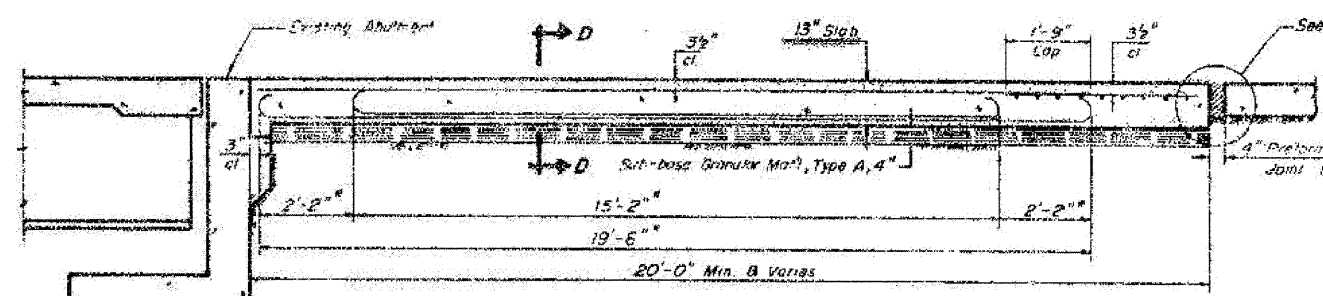 Existing Abutment
D
3½"
cl.
13" Slab
1'-9"
Lap
3½"
cl.
See
3"
cl.
D
Sub-base Granular Mat'l, Type A, 4"
4" Prefor
Joint
2'-2"*
15'-2"*
2'-2"*
19'-6"*
20'-0" Min. & Varies